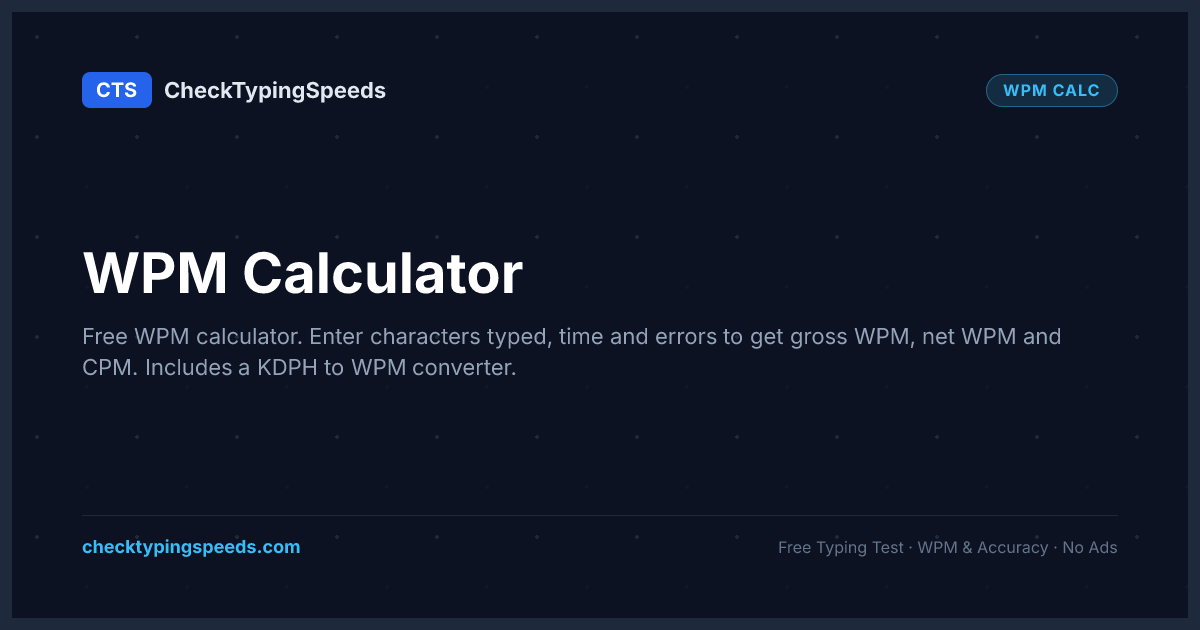 CTS CheckTypingSpeeds
WPM CALC
WPM Calculator
Free WPM calculator. Enter characters typed, time and errors to get gross WPM, net WPM and
CPM. Includes a KDPH to WPM converter.
checktypingspeeds.com
Free Typing Test · WPM & Accuracy · No Ads